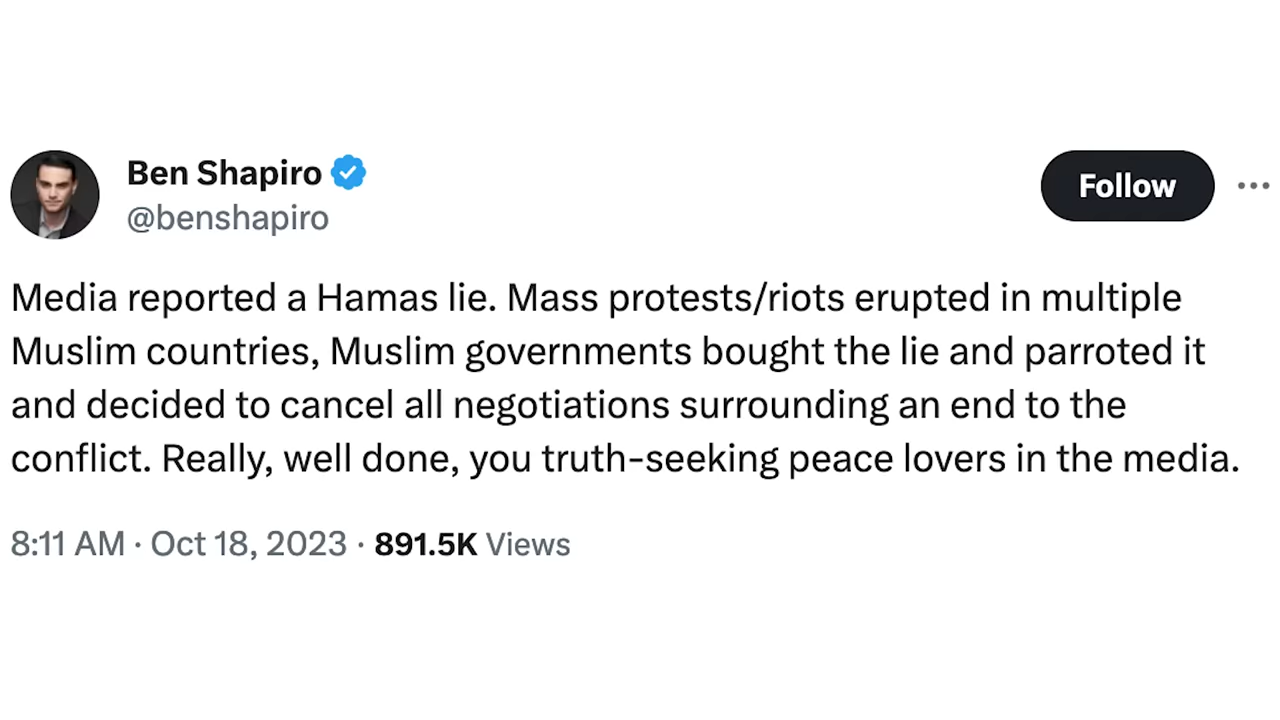 Ben Shapiro
@benshapiro
Follow
Media reported a Hamas lie. Mass protests/riots erupted in multiple
Muslim countries, Muslim governments bought the lie and parroted it
and decided to cancel all negotiations surrounding an end to the
conflict. Really, well done, you truth-seeking peace lovers in the media.
8:11 AM · Oct 18, 2023 · 891.5K Views